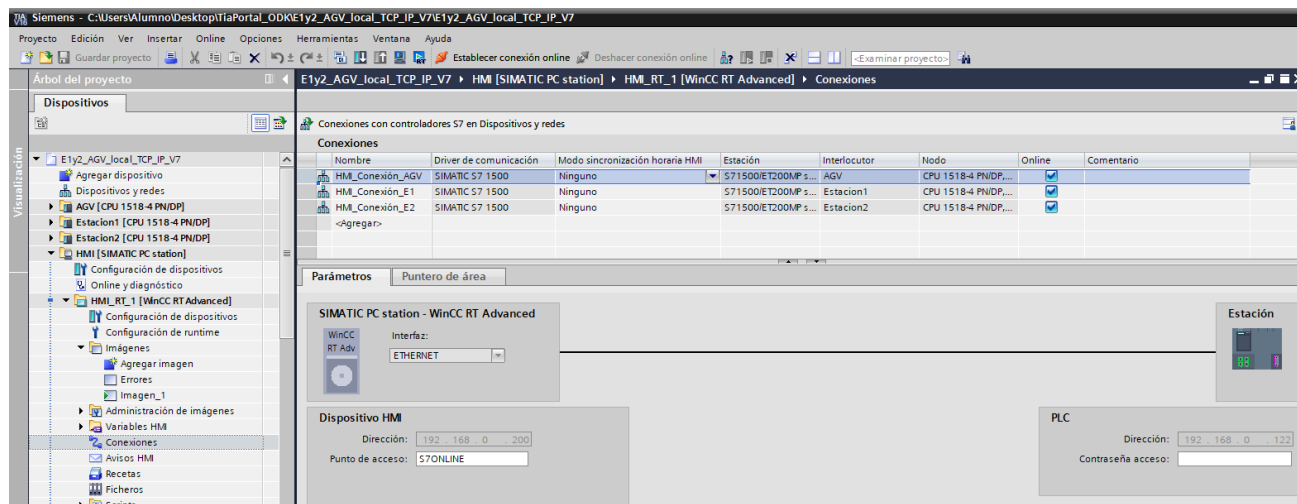 Siemens - C:\Users\Alumno\Desktop\TiaPortal_ODK\E1y2_AGV_local_TCP_IP_V7\E1y2_AGV_local_TCP_IP_V7
Proyecto Edición Ver Insertar Online Opciones Herramientas Ventana Ayuda
Guardar proyecto Establecer conexión online Deshacer conexión online <Examinar proyecto>
Árbol del proyecto
E1y2_AGV_local_TCP_IP_V7 HMI [SIMATIC PC station] HMI_RT_1 [WinCC RT Advanced] Conexiones
Dispositivos
Visualización
Conexiones con controladores S7 en Dispositivos y redes
Conexiones
Nombre Driver de comunicación Modo sincronización horaria HMI Estación Interlocutor Nodo Online Comentario
HMI_Conexión_AGV SIMATIC S7 1500 Ninguno S71500/ET200MP s... AGV CPU 1518-4 PN/DP,...
HMI_Conexión_E1 SIMATIC S7 1500 Ninguno S71500/ET200MP s... Estacion1 CPU 1518-4 PN/DP,...
HMI_Conexión_E2 SIMATIC S7 1500 Ninguno S71500/ET200MP s... Estacion2 CPU 1518-4 PN/DP,...
<Agregar>
E1y2_AGV_local_TCP_IP_V7
Agregar dispositivo
Dispositivos y redes
AGV [CPU 1518-4 PN/DP]
Estacion1 [CPU 1518-4 PN/DP]
Estacion2 [CPU 1518-4 PN/DP]
HMI [SIMATIC PC station]
Configuración de dispositivos
Online y diagnóstico
HMI_RT_1 [WinCC RT Advanced]
Configuración de dispositivos
Configuración de runtime
Imágenes
Agregar imagen
Errores
Imagen_1
Administración de imágenes
Variables HMI
Conexiones
Avisos HMI
Recetas
Ficheros
Scripts
Parámetros Puntero de área
SIMATIC PC station - WinCC RT Advanced
WinCC
RT Adv
Interfaz:
ETHERNET
Estación
Dispositivo HMI
Dirección: 192 . 168 . 0 . 200
Punto de acceso: S7ONLINE
PLC
Dirección: 192 . 168 . 0 . 122
Contraseña acceso: